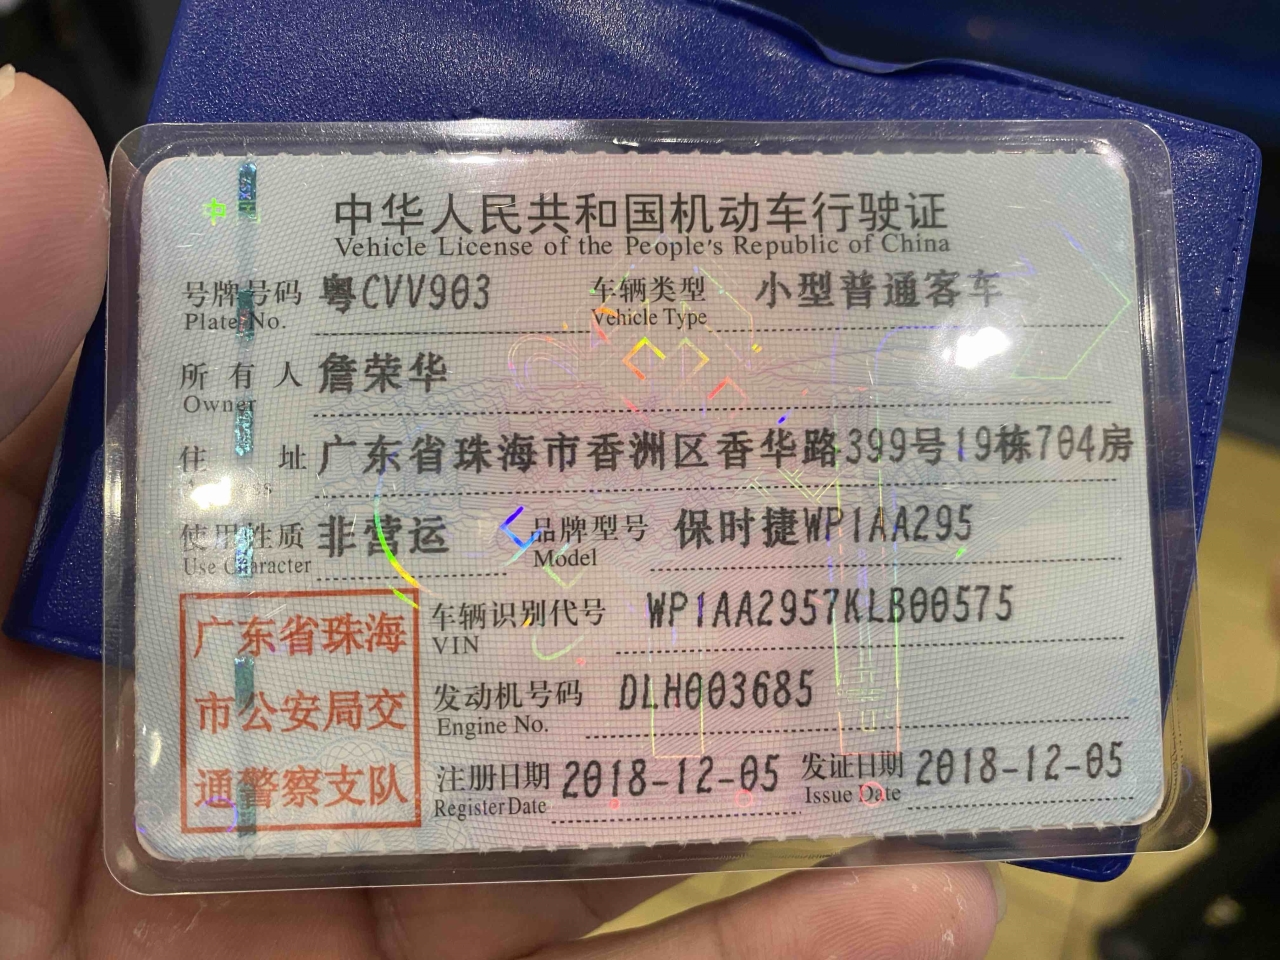 中华人民共和国机动车行驶证
Vehicle License of the People's Republic of China
号牌号码 粤CVV903 车辆类型 小型普通客车
Plate No. Vehicle Type
所有人 詹荣华
Owner
住址 广东省珠海市香洲区香华路399号19栋704房
使用性质 非营运 品牌型号 保时捷WP1AA295
Use Character Model
车辆识别代号 WP1AA2957KLB00575
VIN
发动机号码 DLH003685
Engine No.
注册日期 2018-12-05 发证日期 2018-12-05
Register Date Issue Date
广东省珠海
市公安局交
通警察支队